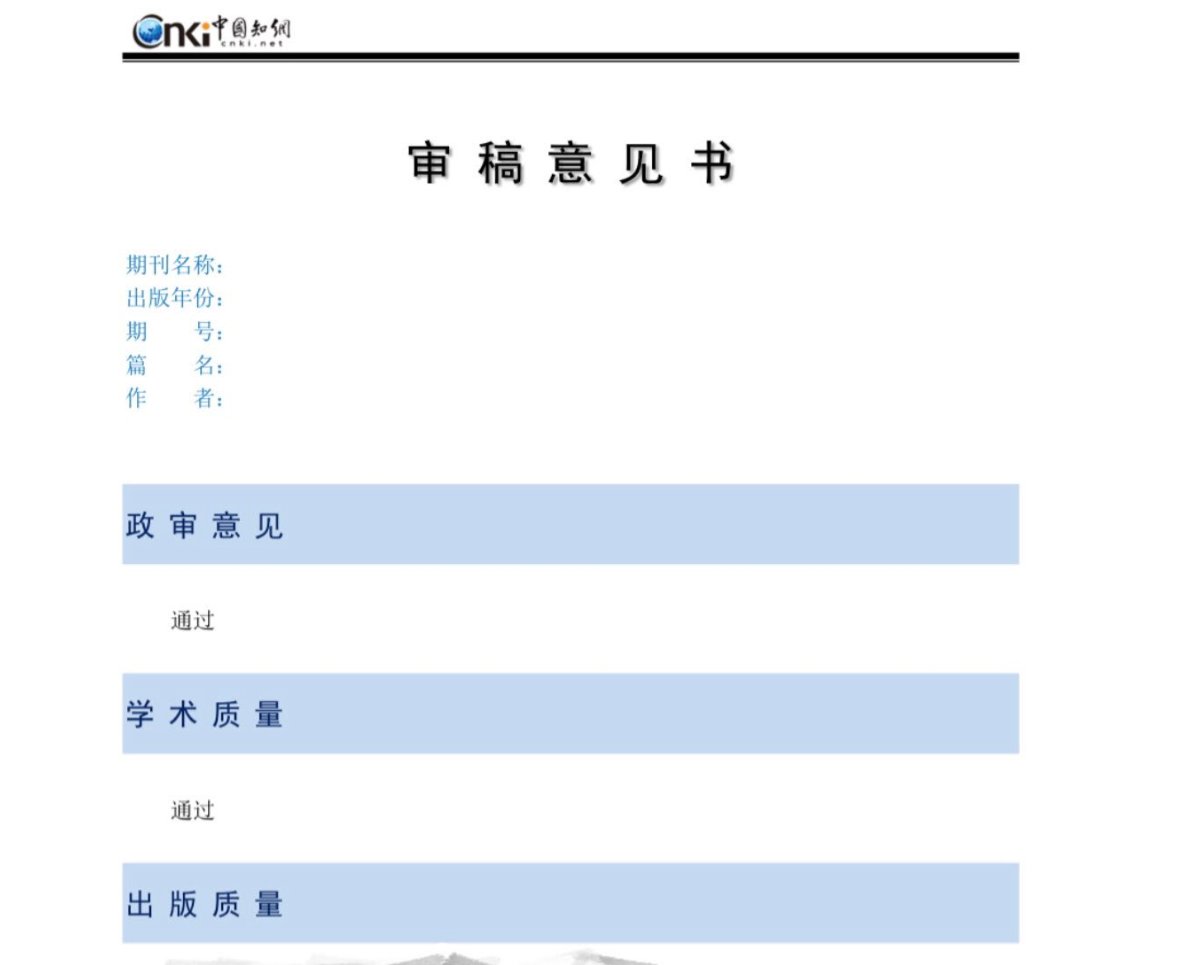 Cnki中國知網
cnki.net
审稿意见书
期刊名称：
出版年份：
期 号：
篇 名：
作 者：
政审意见
通过
学术质量
通过
出版质量